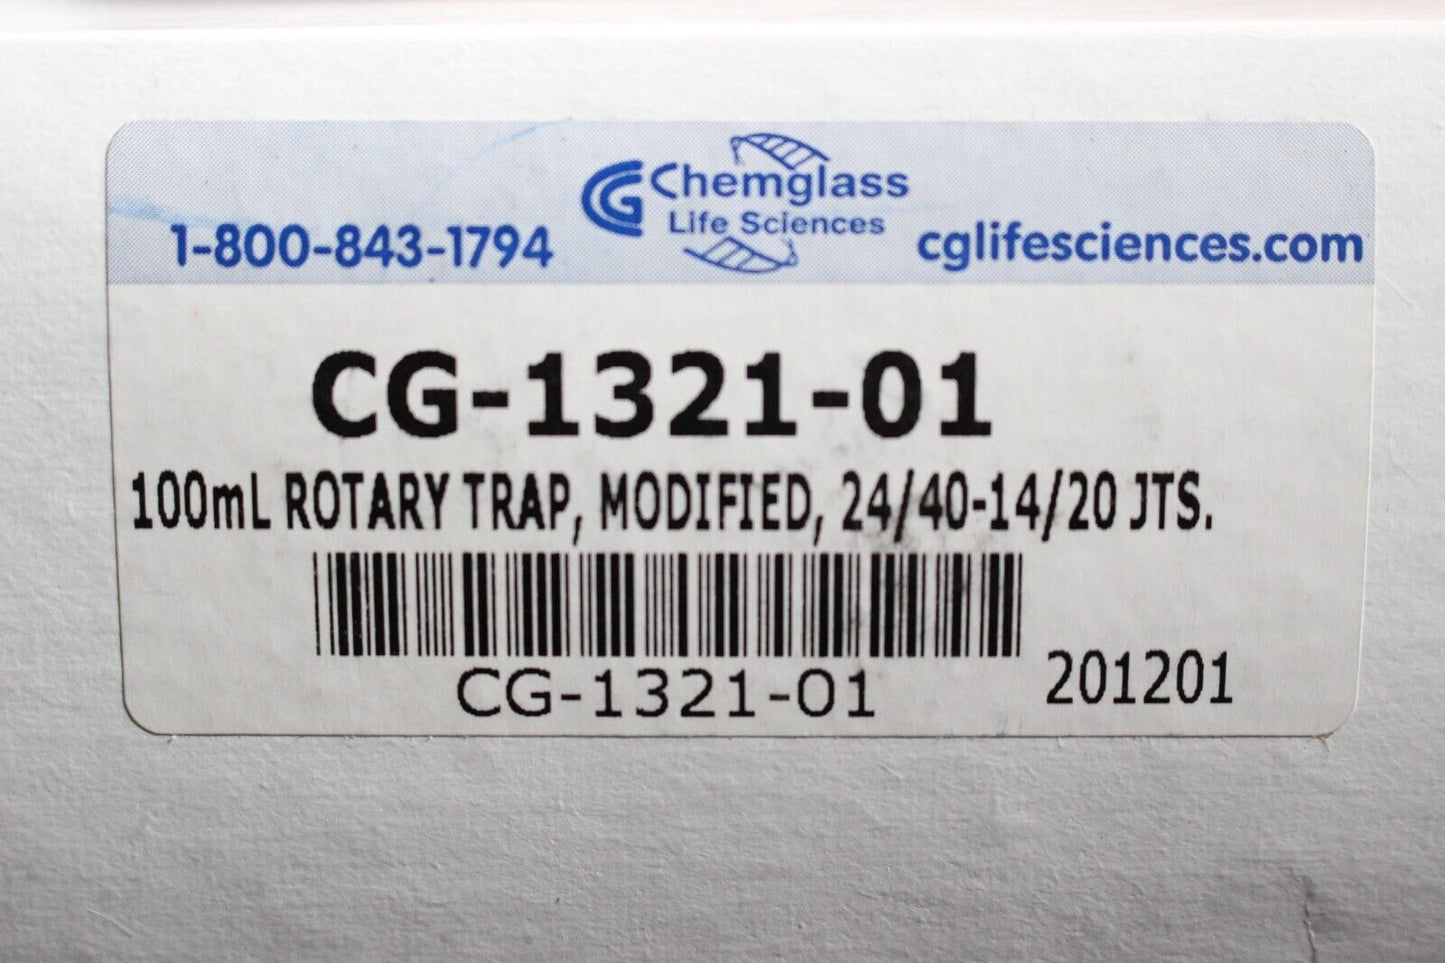 CG Chemglass
Life Sciences
1-800-843-1794
cglifesciences.com
CG-1321-01
100mL ROTARY TRAP, MODIFIED, 24/40-14/20 JTS.
CG-1321-01
201201